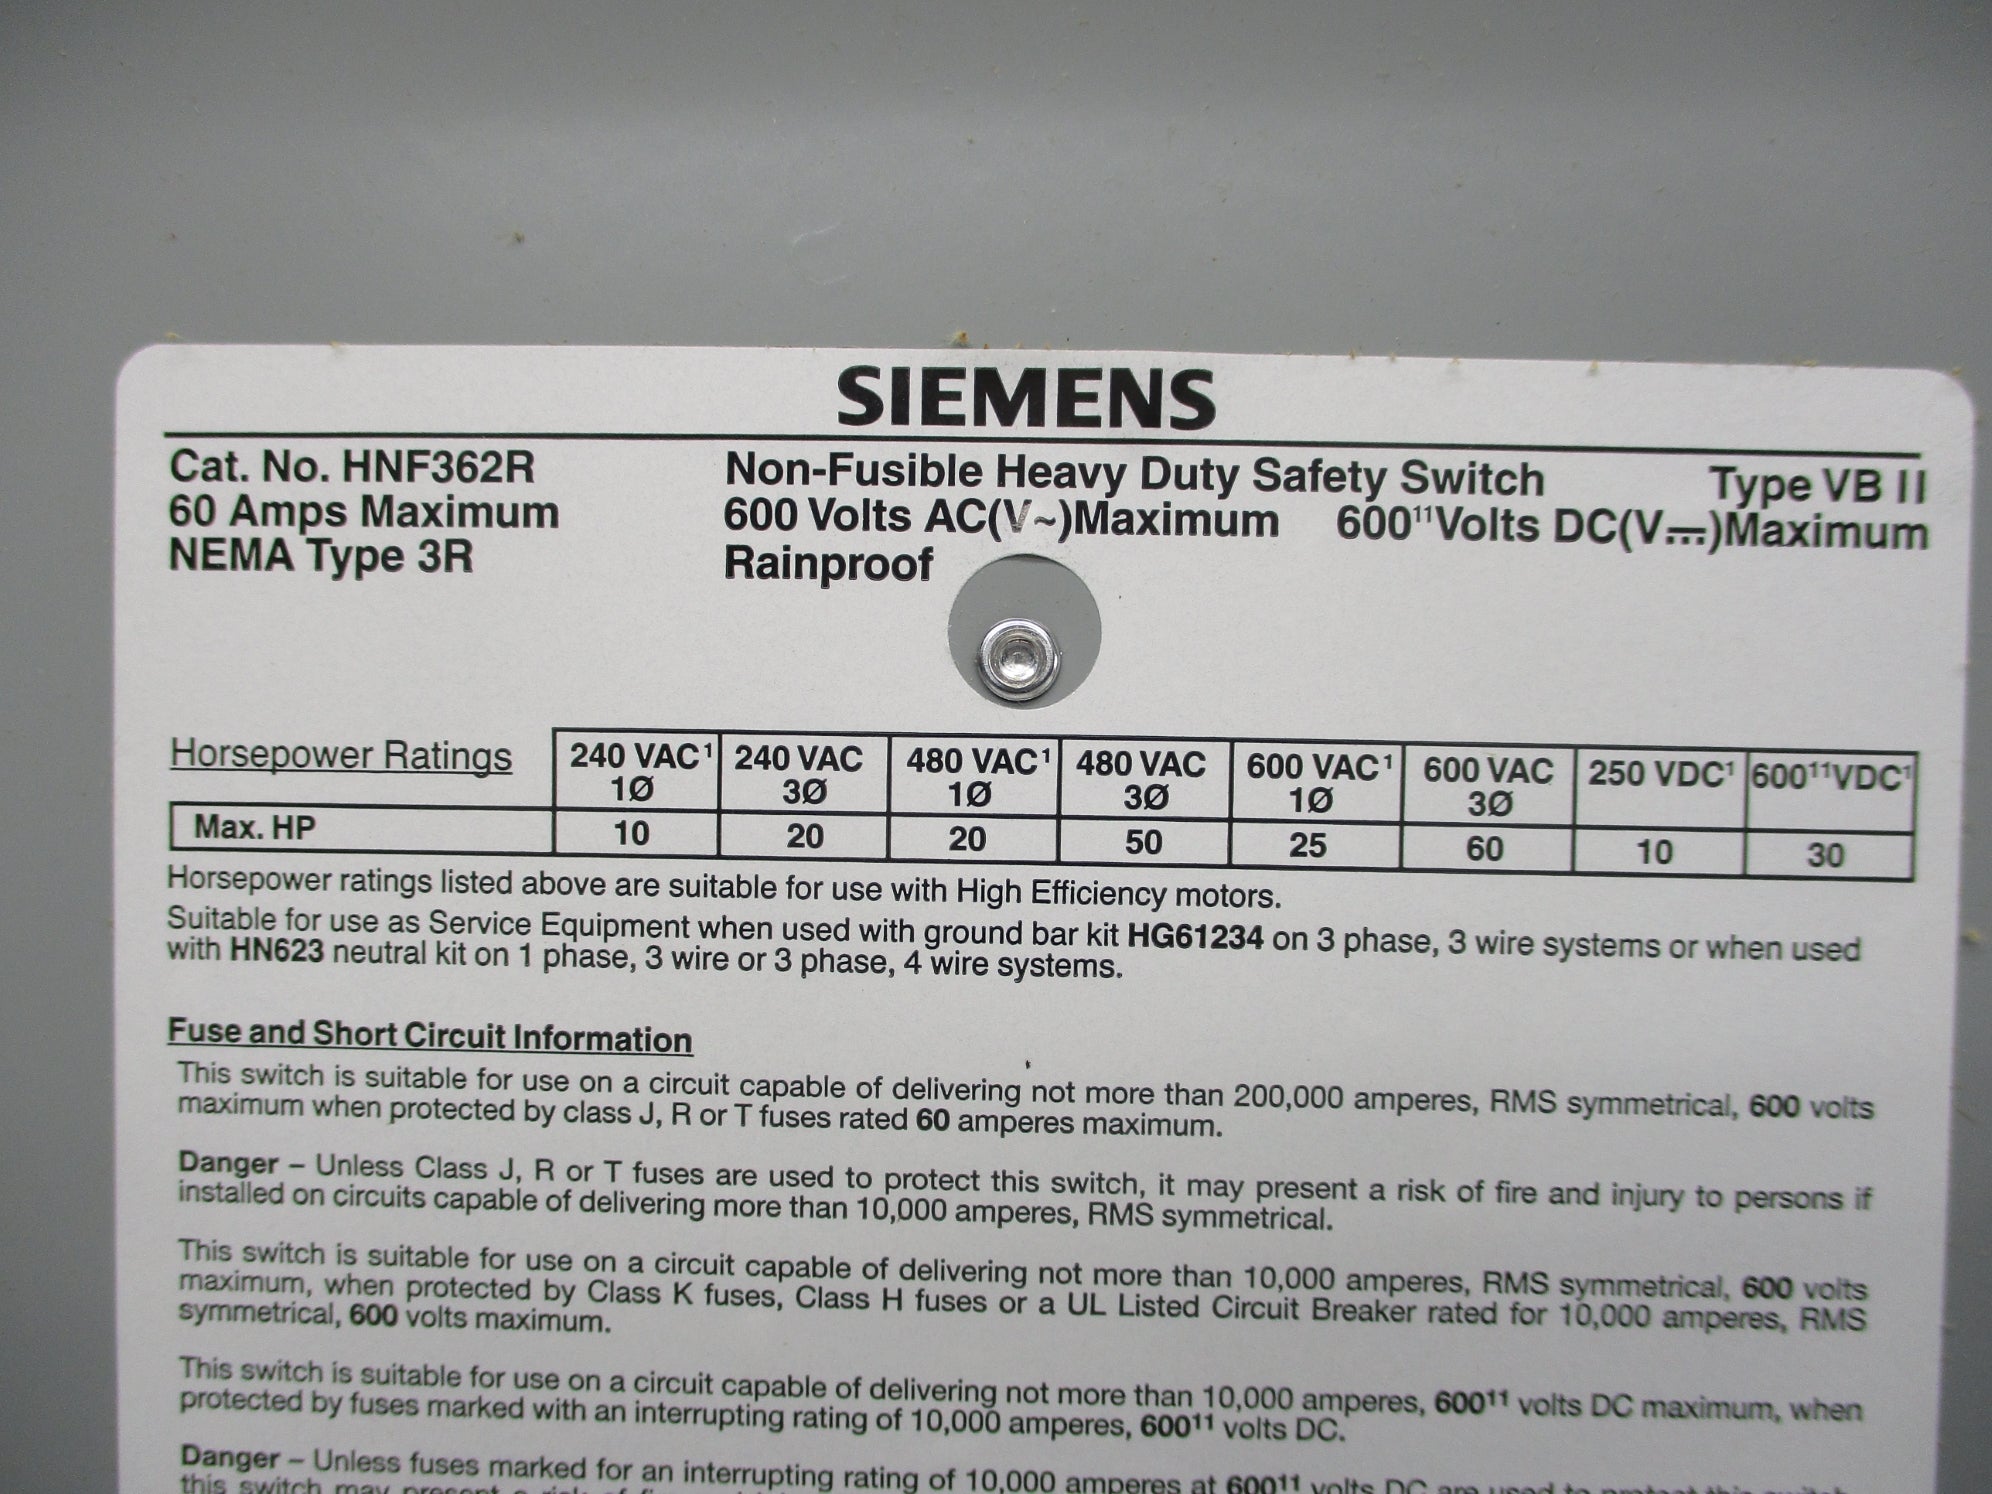 SIEMENS
Cat. No. HNF362R Non-Fusible Heavy Duty Safety Switch Type VB II
60 Amps Maximum 600 Volts AC(V~)Maximum 600¹¹Volts DC(V⎓)Maximum
NEMA Type 3R Rainproof
Horsepower Ratings 240 VAC¹ 1Ø 240 VAC 3Ø 480 VAC¹ 1Ø 480 VAC 3Ø 600 VAC¹ 1Ø 600 VAC 3Ø 250 VDC¹ 600¹¹VDC¹
Max. HP 10 20 20 50 25 60 10 30
Horsepower ratings listed above are suitable for use with High Efficiency motors.
Suitable for use as Service Equipment when used with ground bar kit HG61234 on 3 phase, 3 wire systems or when used
with HN623 neutral kit on 1 phase, 3 wire or 3 phase, 4 wire systems.
Fuse and Short Circuit Information
This switch is suitable for use on a circuit capable of delivering not more than 200,000 amperes, RMS symmetrical, 600 volts
maximum when protected by class J, R or T fuses rated 60 amperes maximum.
Danger – Unless Class J, R or T fuses are used to protect this switch, it may present a risk of fire and injury to persons if
installed on circuits capable of delivering more than 10,000 amperes, RMS symmetrical.
This switch is suitable for use on a circuit capable of delivering not more than 10,000 amperes, RMS symmetrical, 600 volts
maximum, when protected by Class K fuses, Class H fuses or a UL Listed Circuit Breaker rated for 10,000 amperes, RMS
symmetrical, 600 volts maximum.
This switch is suitable for use on a circuit capable of delivering not more than 10,000 amperes, 600¹¹ volts DC maximum, when
protected by fuses marked with an interrupting rating of 10,000 amperes, 600¹¹ volts DC.
Danger – Unless fuses marked for an interrupting rating of 10,000 amperes at 600¹¹ volts DC are used to protect this switch
this switch may present a risk of